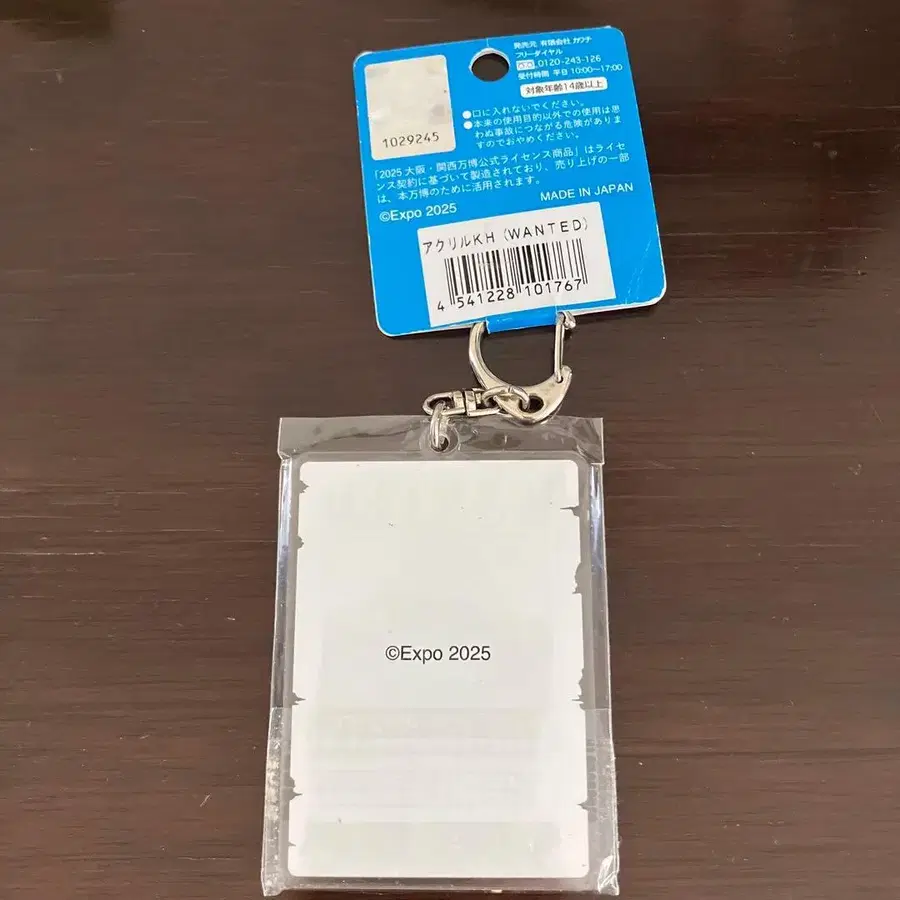 発売元 有限会社 カワチ
フリーダイヤル
0120-243-126
受付時間 平日 10:00〜17:00
対象年齢14歳以上
1029245
●口に入れないでください。
●本来の使用目的以外での使用は思
わぬ事故につながる危険がありま
すのでおやめください。
「2025 大阪・関西万博公式ライセンス商品」はライセ
ンス契約に基づいて製造されており、売り上げの一部
は、本万博のために活用されます。
©Expo 2025
MADE IN JAPAN
アクリルKH (WANTED)
4 541228 101767
©Expo 2025